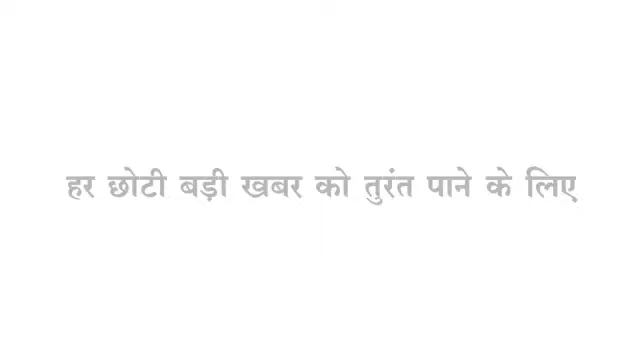 हर छोटी बड़ी खबर को तुरंत पाने के लिए